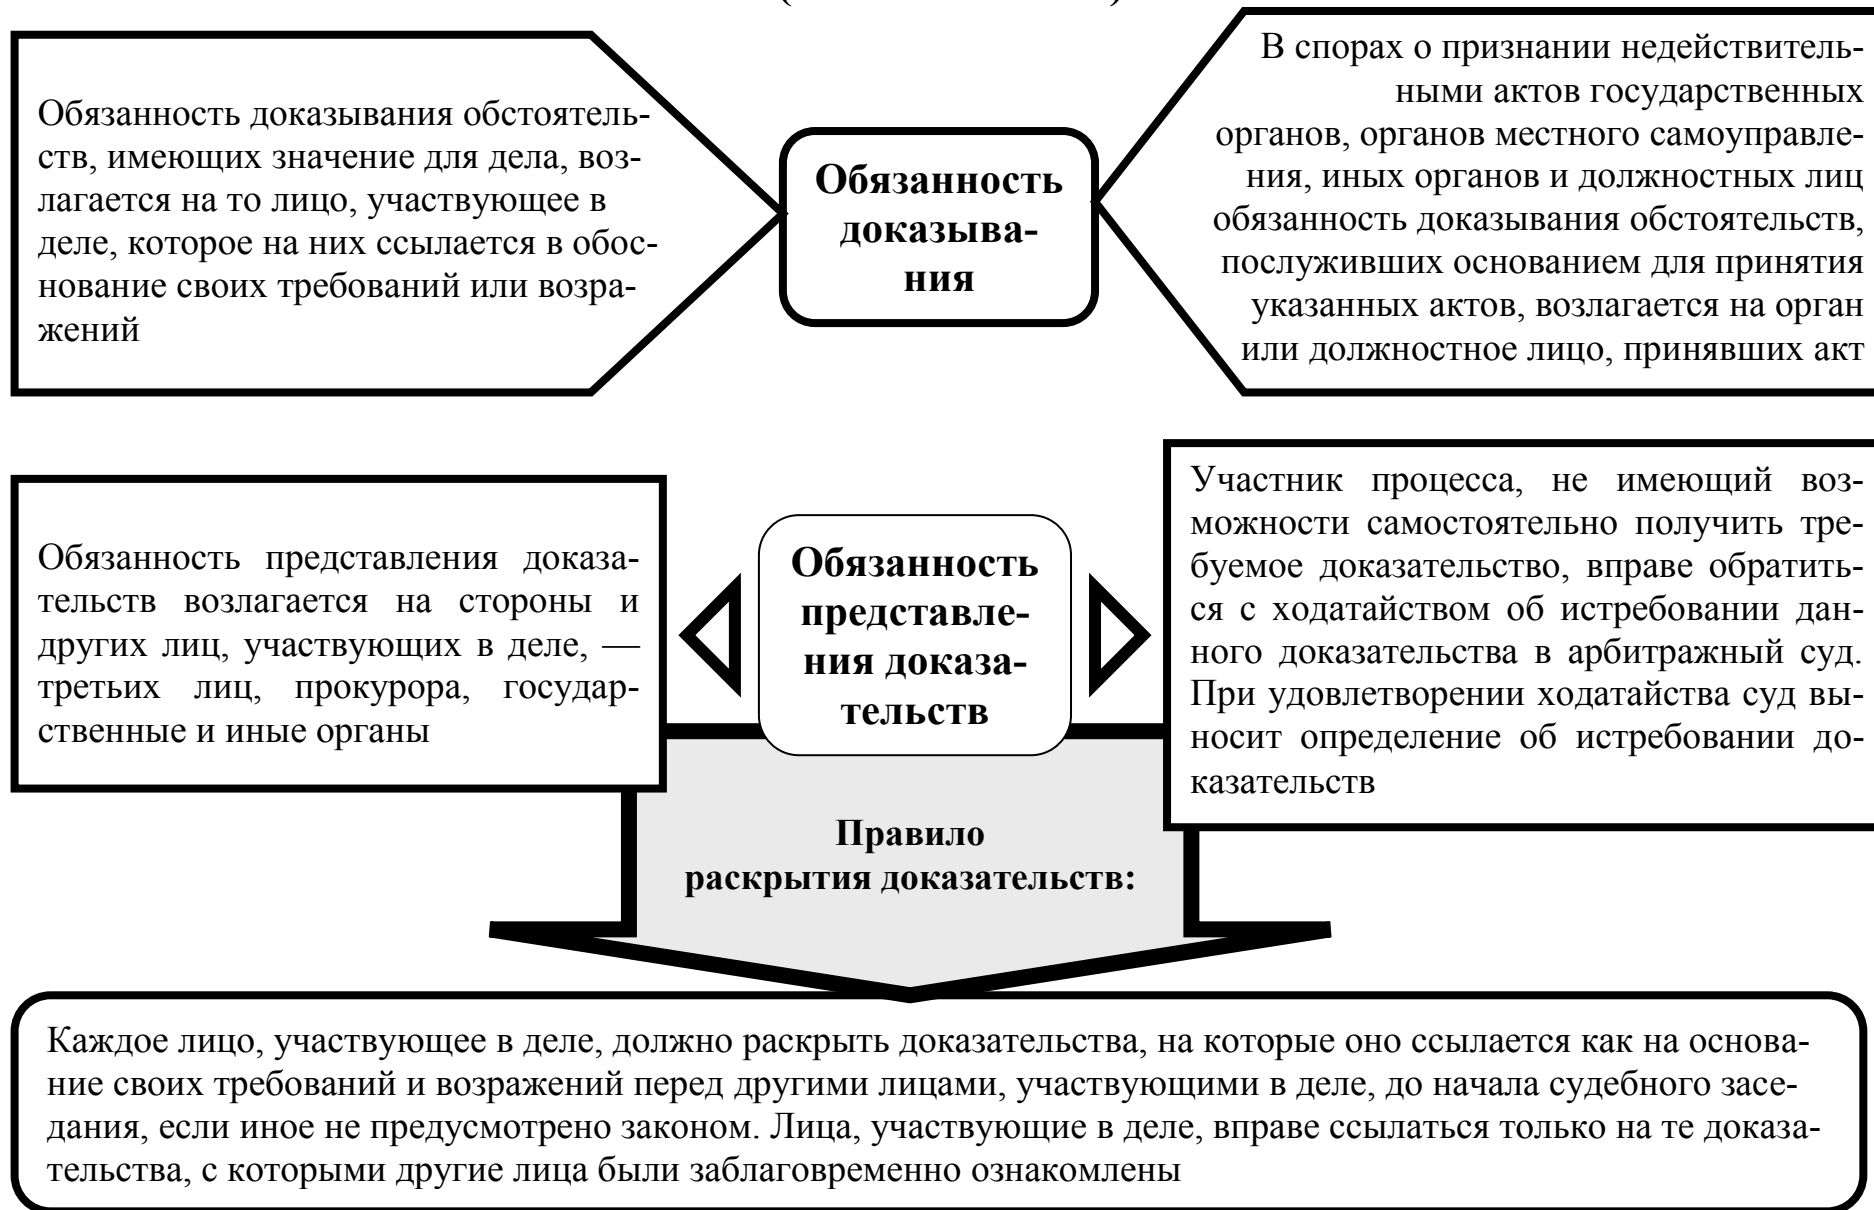 Обязанность доказывания обстоятель-
ств, имеющих значение для дела, воз-
лагается на то лицо, участвующее в
деле, которое на них ссылается в обос-
нование своих требований или возра-
жений
Обязанность
доказыва-
ния
В спорах о признании недействитель-
ными актов государственных
органов, органов местного самоуправле-
ния, иных органов и должностных лиц
обязанность доказывания обстоятельств,
послуживших основанием для принятия
указанных актов, возлагается на орган
или должностное лицо, принявших акт
Обязанность представления доказа-
тельств возлагается на стороны и
других лиц, участвующих в деле, —
третьих лиц, прокурора, государ-
ственные и иные органы
Обязанность
представле-
ния доказа-
тельств
Участник процесса, не имеющий воз-
можности самостоятельно получить тре-
буемое доказательство, вправе обратить-
ся с ходатайством об истребовании дан-
ного доказательства в арбитражный суд.
При удовлетворении ходатайства суд вы-
носит определение об истребовании до-
казательств
Правило
раскрытия доказательств:
Каждое лицо, участвующее в деле, должно раскрыть доказательства, на которые оно ссылается как на основа-
ние своих требований и возражений перед другими лицами, участвующими в деле, до начала судебного засе-
дания, если иное не предусмотрено законом. Лица, участвующие в деле, вправе ссылаться только на те доказа-
тельства, с которыми другие лица были заблаговременно ознакомлены